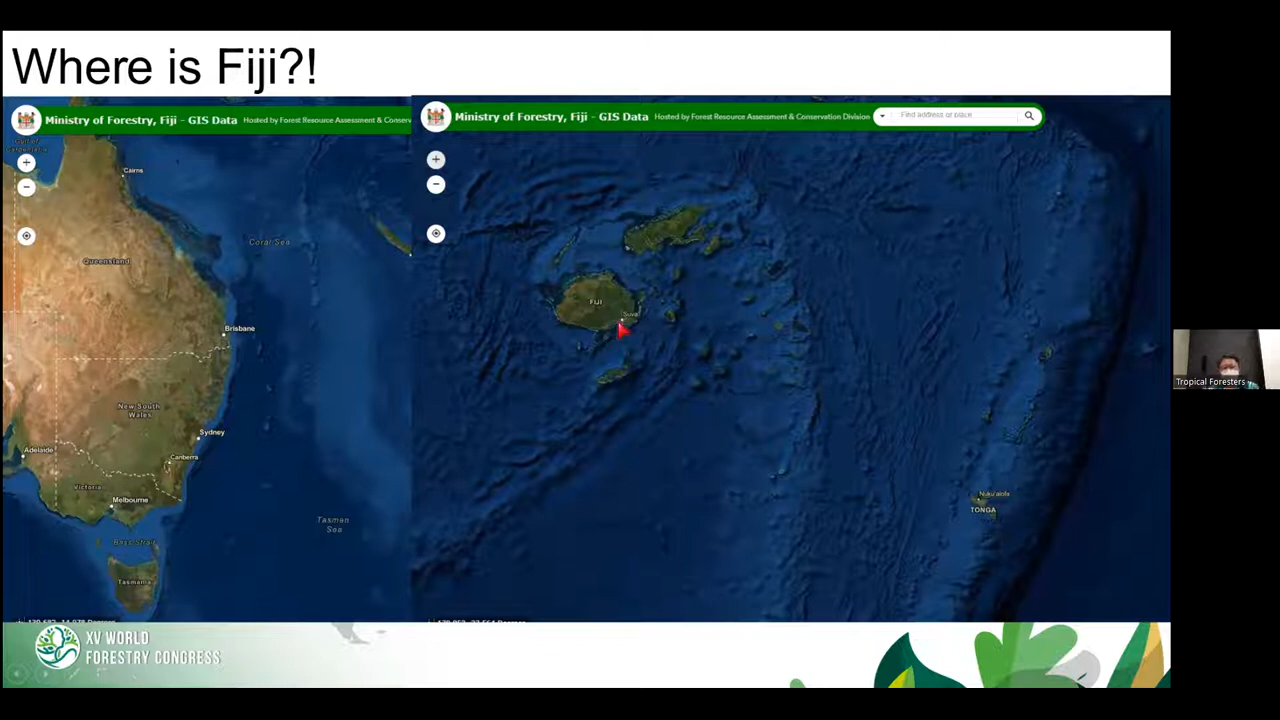 Where is Fiji?!
Ministry of Forestry, Fiji - GIS Data Hosted by Forest Resource Assessment & Conserv
Cairns
Coral Sea
Queensland
Brisbane
New South
Wales
Sydney
Adelaide
Canberra
Victoria
Melbourne
Tasman
Sea
Bass Strait
Tasmania
Ministry of Forestry, Fiji - GIS Data Hosted by Forest Resource Assessment & Conservation Division Find address or place
FIJI
Suva
Nuku'alofa
TONGA
Tropical Foresters
XV WORLD
FORESTRY CONGRESS